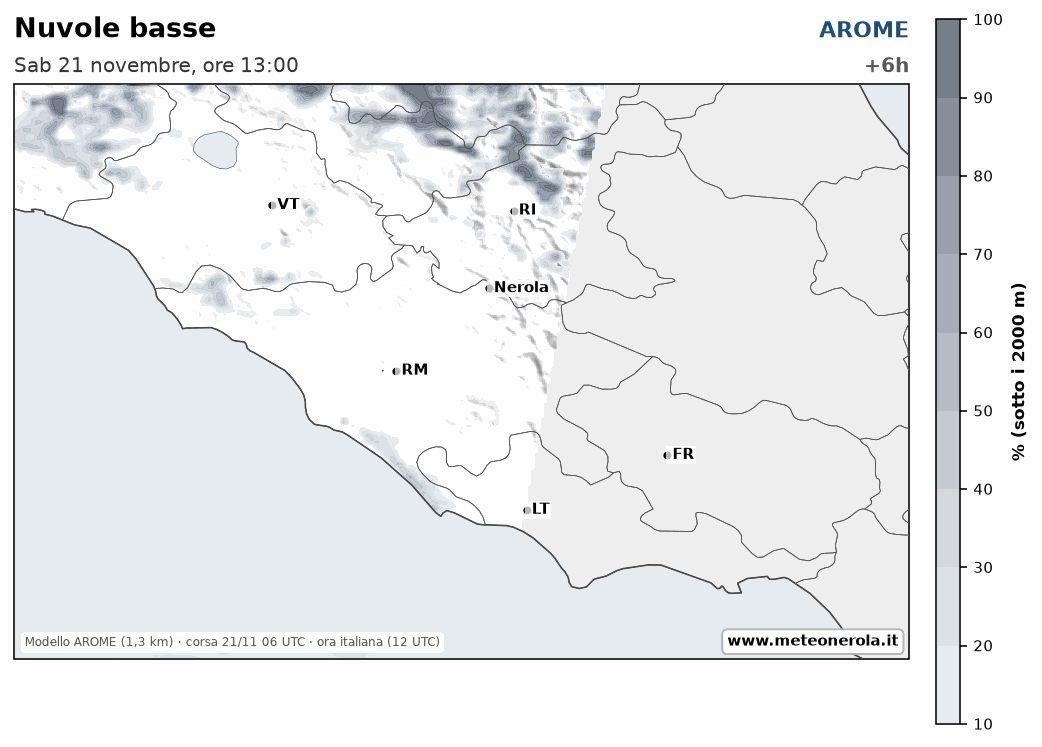 Nuvole basse
AROME
Sab 21 novembre, ore 13:00
+6h
100
90
80
70
60
50
40
30
20
10
% (sotto i 2000 m)
VT
RI
Nerola
RM
FR
LT
Modello AROME (1,3 km) · corsa 21/11 06 UTC · ora italiana (12 UTC)
www.meteonerola.it